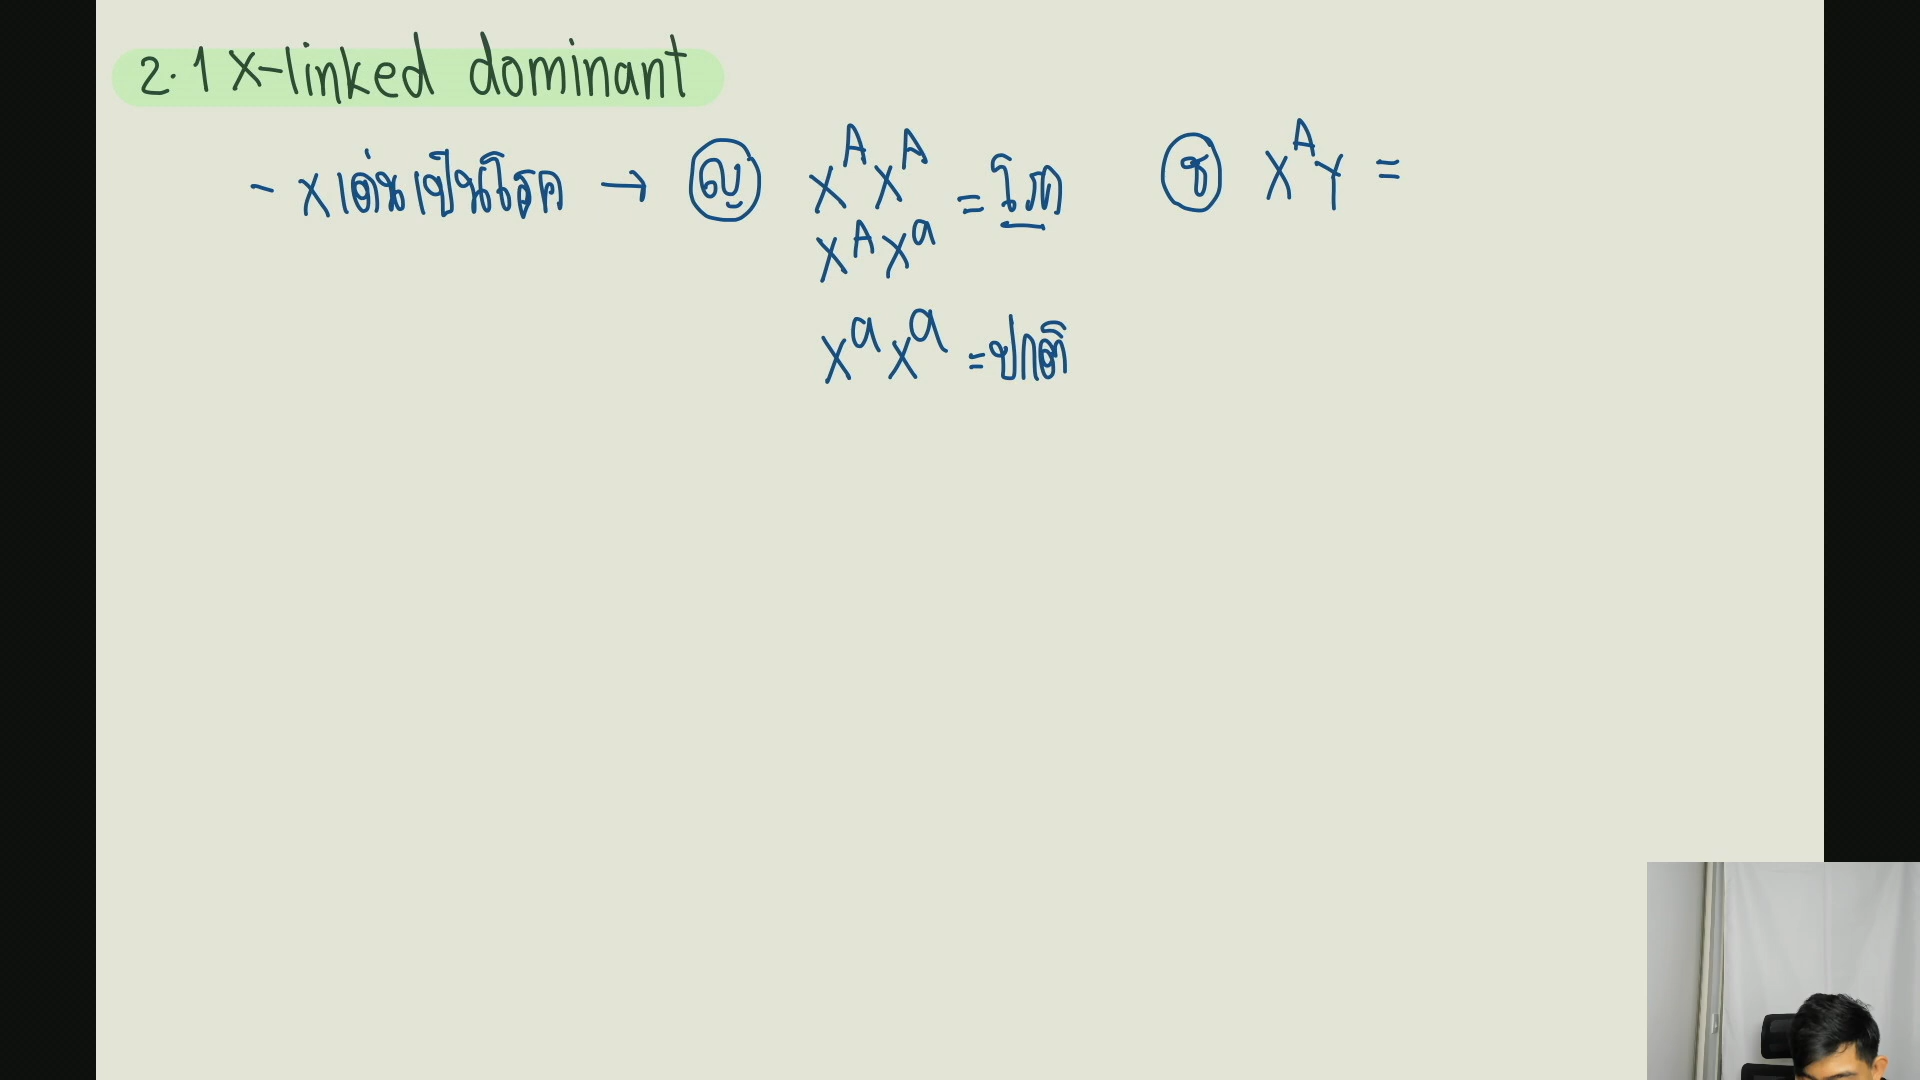 2.1 X-linked dominant
- X เด่นเป็นโรค → ญ X^A X^A = โรค ช X^A Y =
X^A X^a
X^a X^a = ปกติ